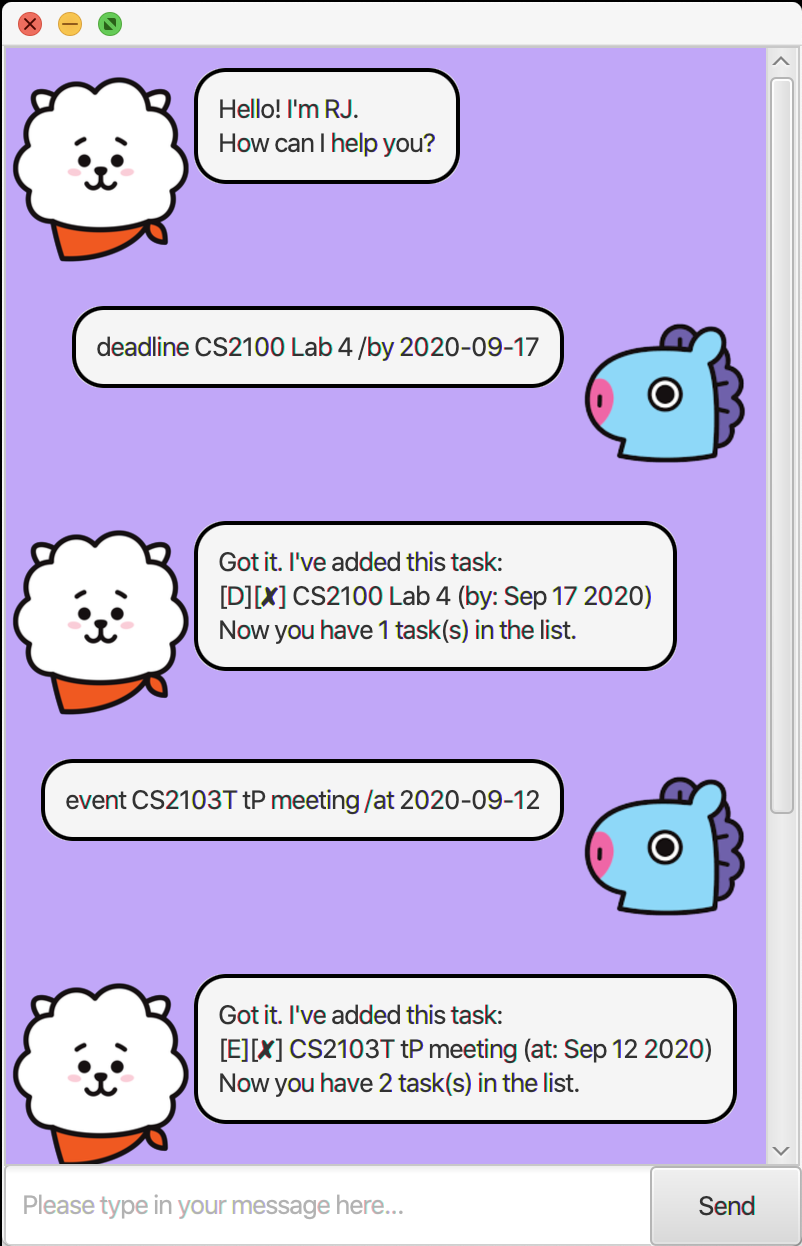 Hello! I'm RJ.
How can I help you?
deadline CS2100 Lab 4 /by 2020-09-17
Got it. I've added this task:
[D][✘] CS2100 Lab 4 (by: Sep 17 2020)
Now you have 1 task(s) in the list.
event CS2103T tP meeting /at 2020-09-12
Got it. I've added this task:
[E][✘] CS2103T tP meeting (at: Sep 12 2020)
Now you have 2 task(s) in the list.
Please type in your message here...
Send